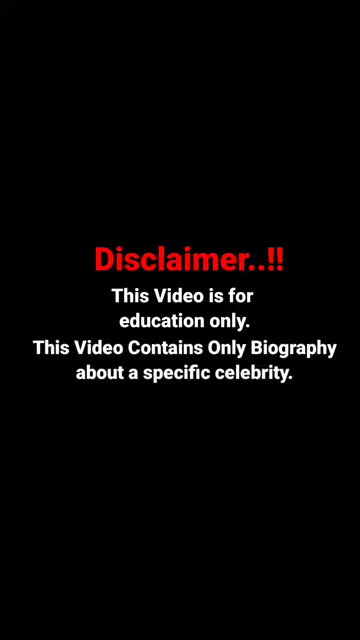 Disclaimer..!!
This Video is for
education only.
This Video Contains Only Biography
about a specific celebrity.